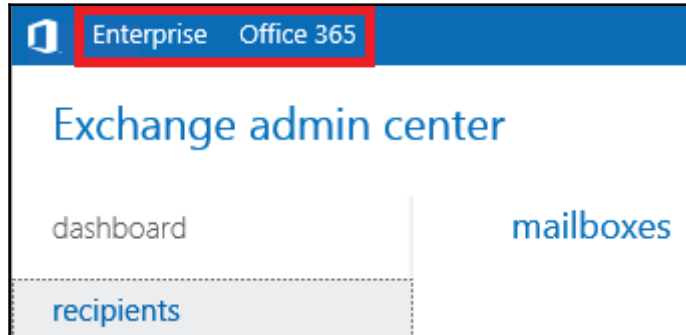 Enterprise Office 365
Exchange admin center
dashboard
mailboxes
recipients